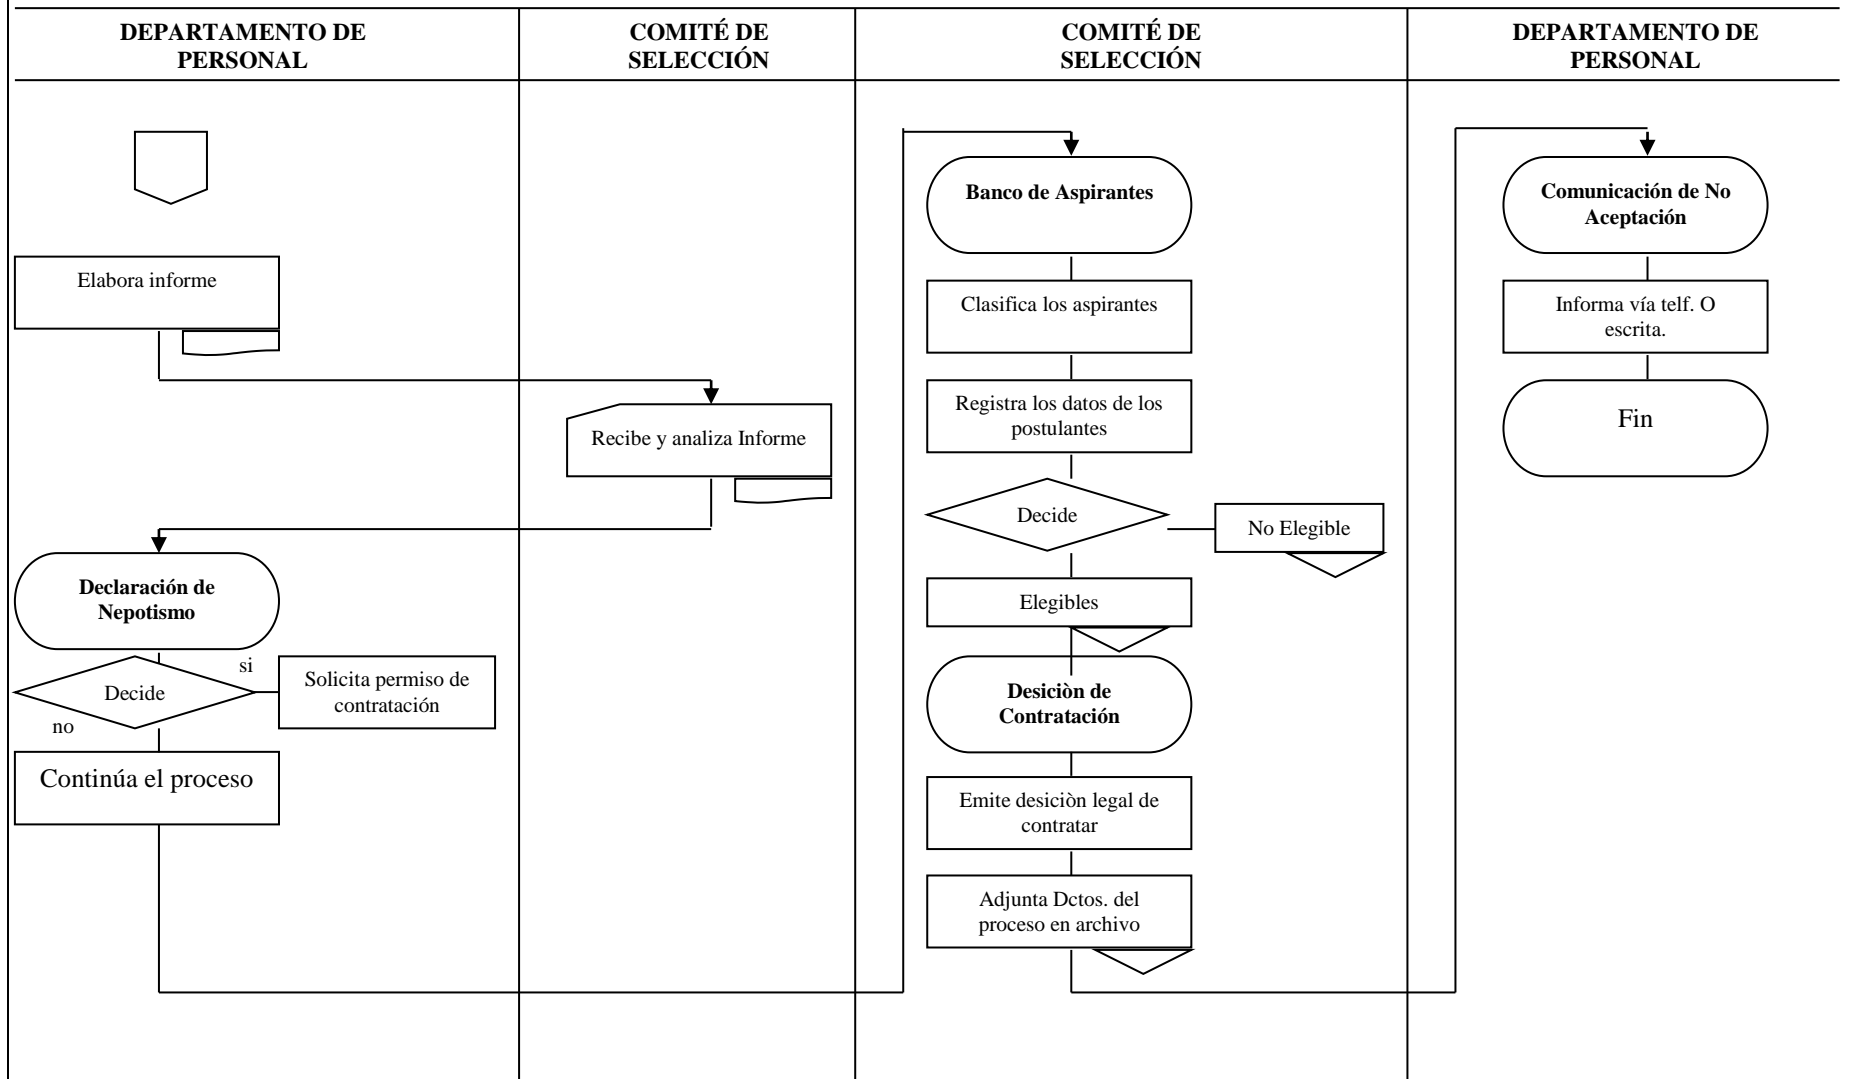 DEPARTAMENTO DE
PERSONAL
COMITÉ DE
SELECCIÓN
COMITÉ DE
SELECCIÓN
DEPARTAMENTO DE
PERSONAL
Elabora informe
Recibe y analiza Informe
Declaración de
Nepotismo
si
Decide
Solicita permiso de
contratación
no
Continúa el proceso
Banco de Aspirantes
Clasifica los aspirantes
Registra los datos de los
postulantes
Decide
No Elegible
Elegibles
Desiciòn de
Contratación
Emite desiciòn legal de
contratar
Adjunta Dctos. del
proceso en archivo
Comunicación de No
Aceptación
Informa vía telf. O
escrita.
Fin